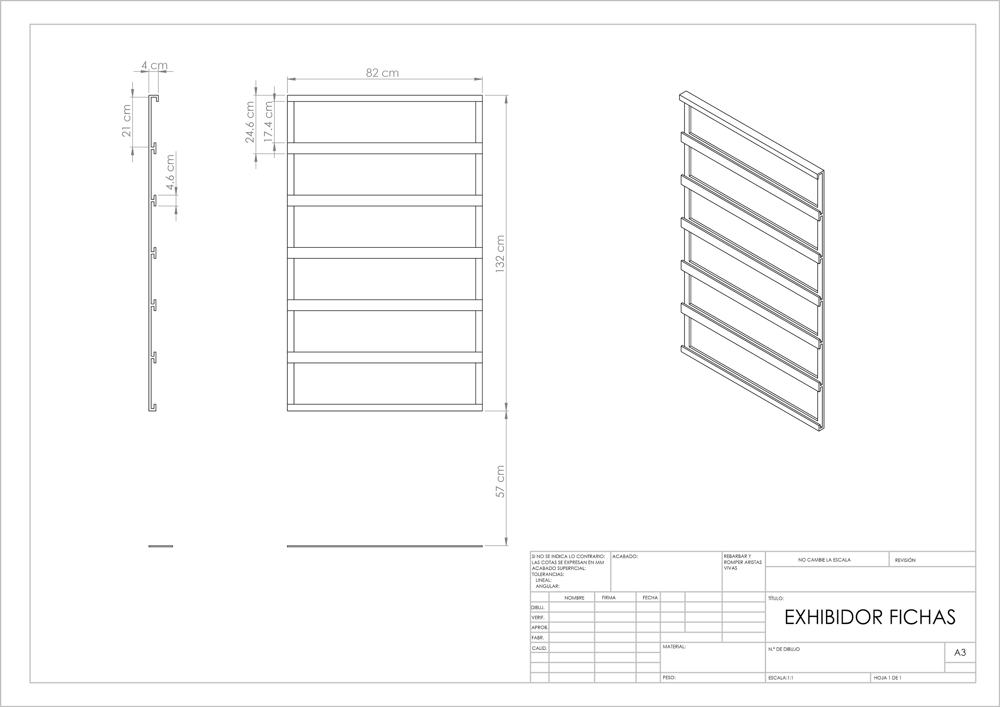 4 cm
82 cm
21 cm
24.6 cm
17.4 cm
4.6 cm
132 cm
57 cm
SI NO SE INDICA LO CONTRARIO:
LAS COTAS SE EXPRESAN EN MM
ACABADO SUPERFICIAL:
TOLERANCIAS:
LINEAL:
ANGULAR:
ACABADO:
REBARBAR Y
ROMPER ARISTAS
VIVAS
NO CAMBIE LA ESCALA
REVISIÓN
NOMBRE
FIRMA
FECHA
DIBUJ.
VERIF.
APROB.
FABR.
CALID.
TÍTULO:
EXHIBIDOR FICHAS
MATERIAL:
N.º DE DIBUJO
A3
PESO:
ESCALA:1:1
HOJA 1 DE 1